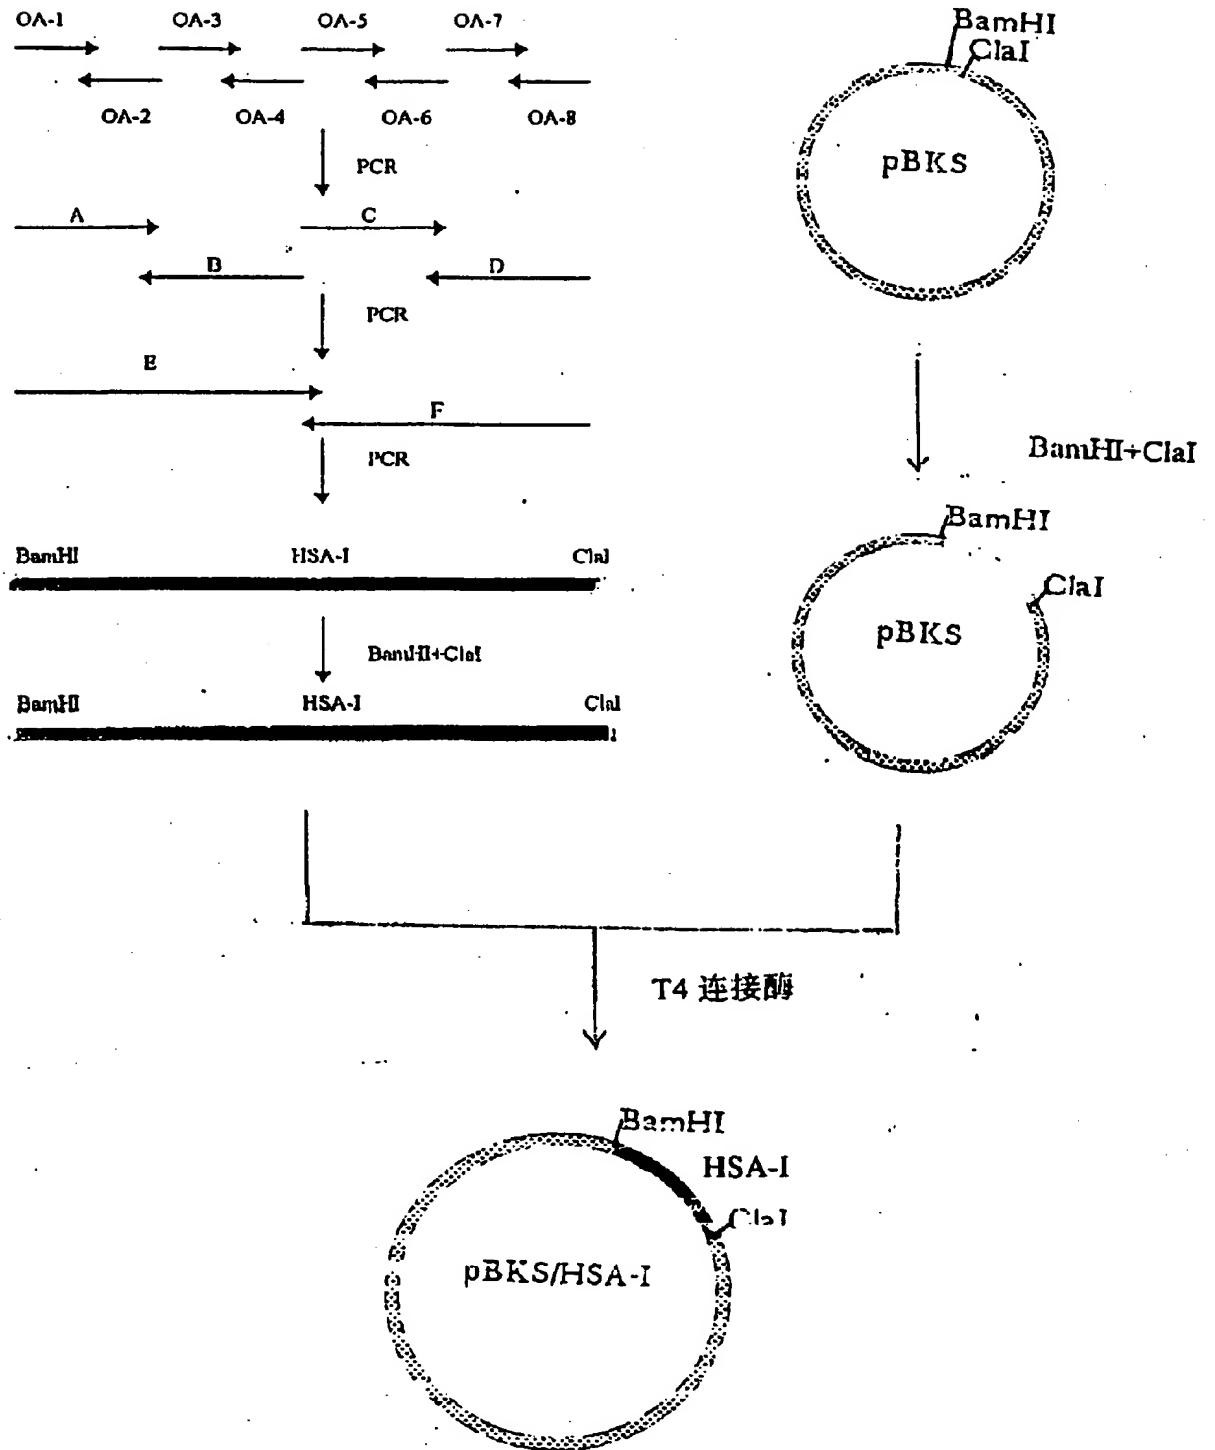 OA-1 OA-3 OA-5 OA-7
OA-2 OA-4 OA-6 OA-8
PCR
A C
B D
PCR
E
F
PCR
BamHI HSA-I ClaI
BamHI+ClaI
BamHI HSA-I ClaI
BamHI
ClaI
pBKS
BamHI+ClaI
BamHI
ClaI
pBKS
T4 连接酶
BamHI
HSA-I
ClaI
pBKS/HSA-I